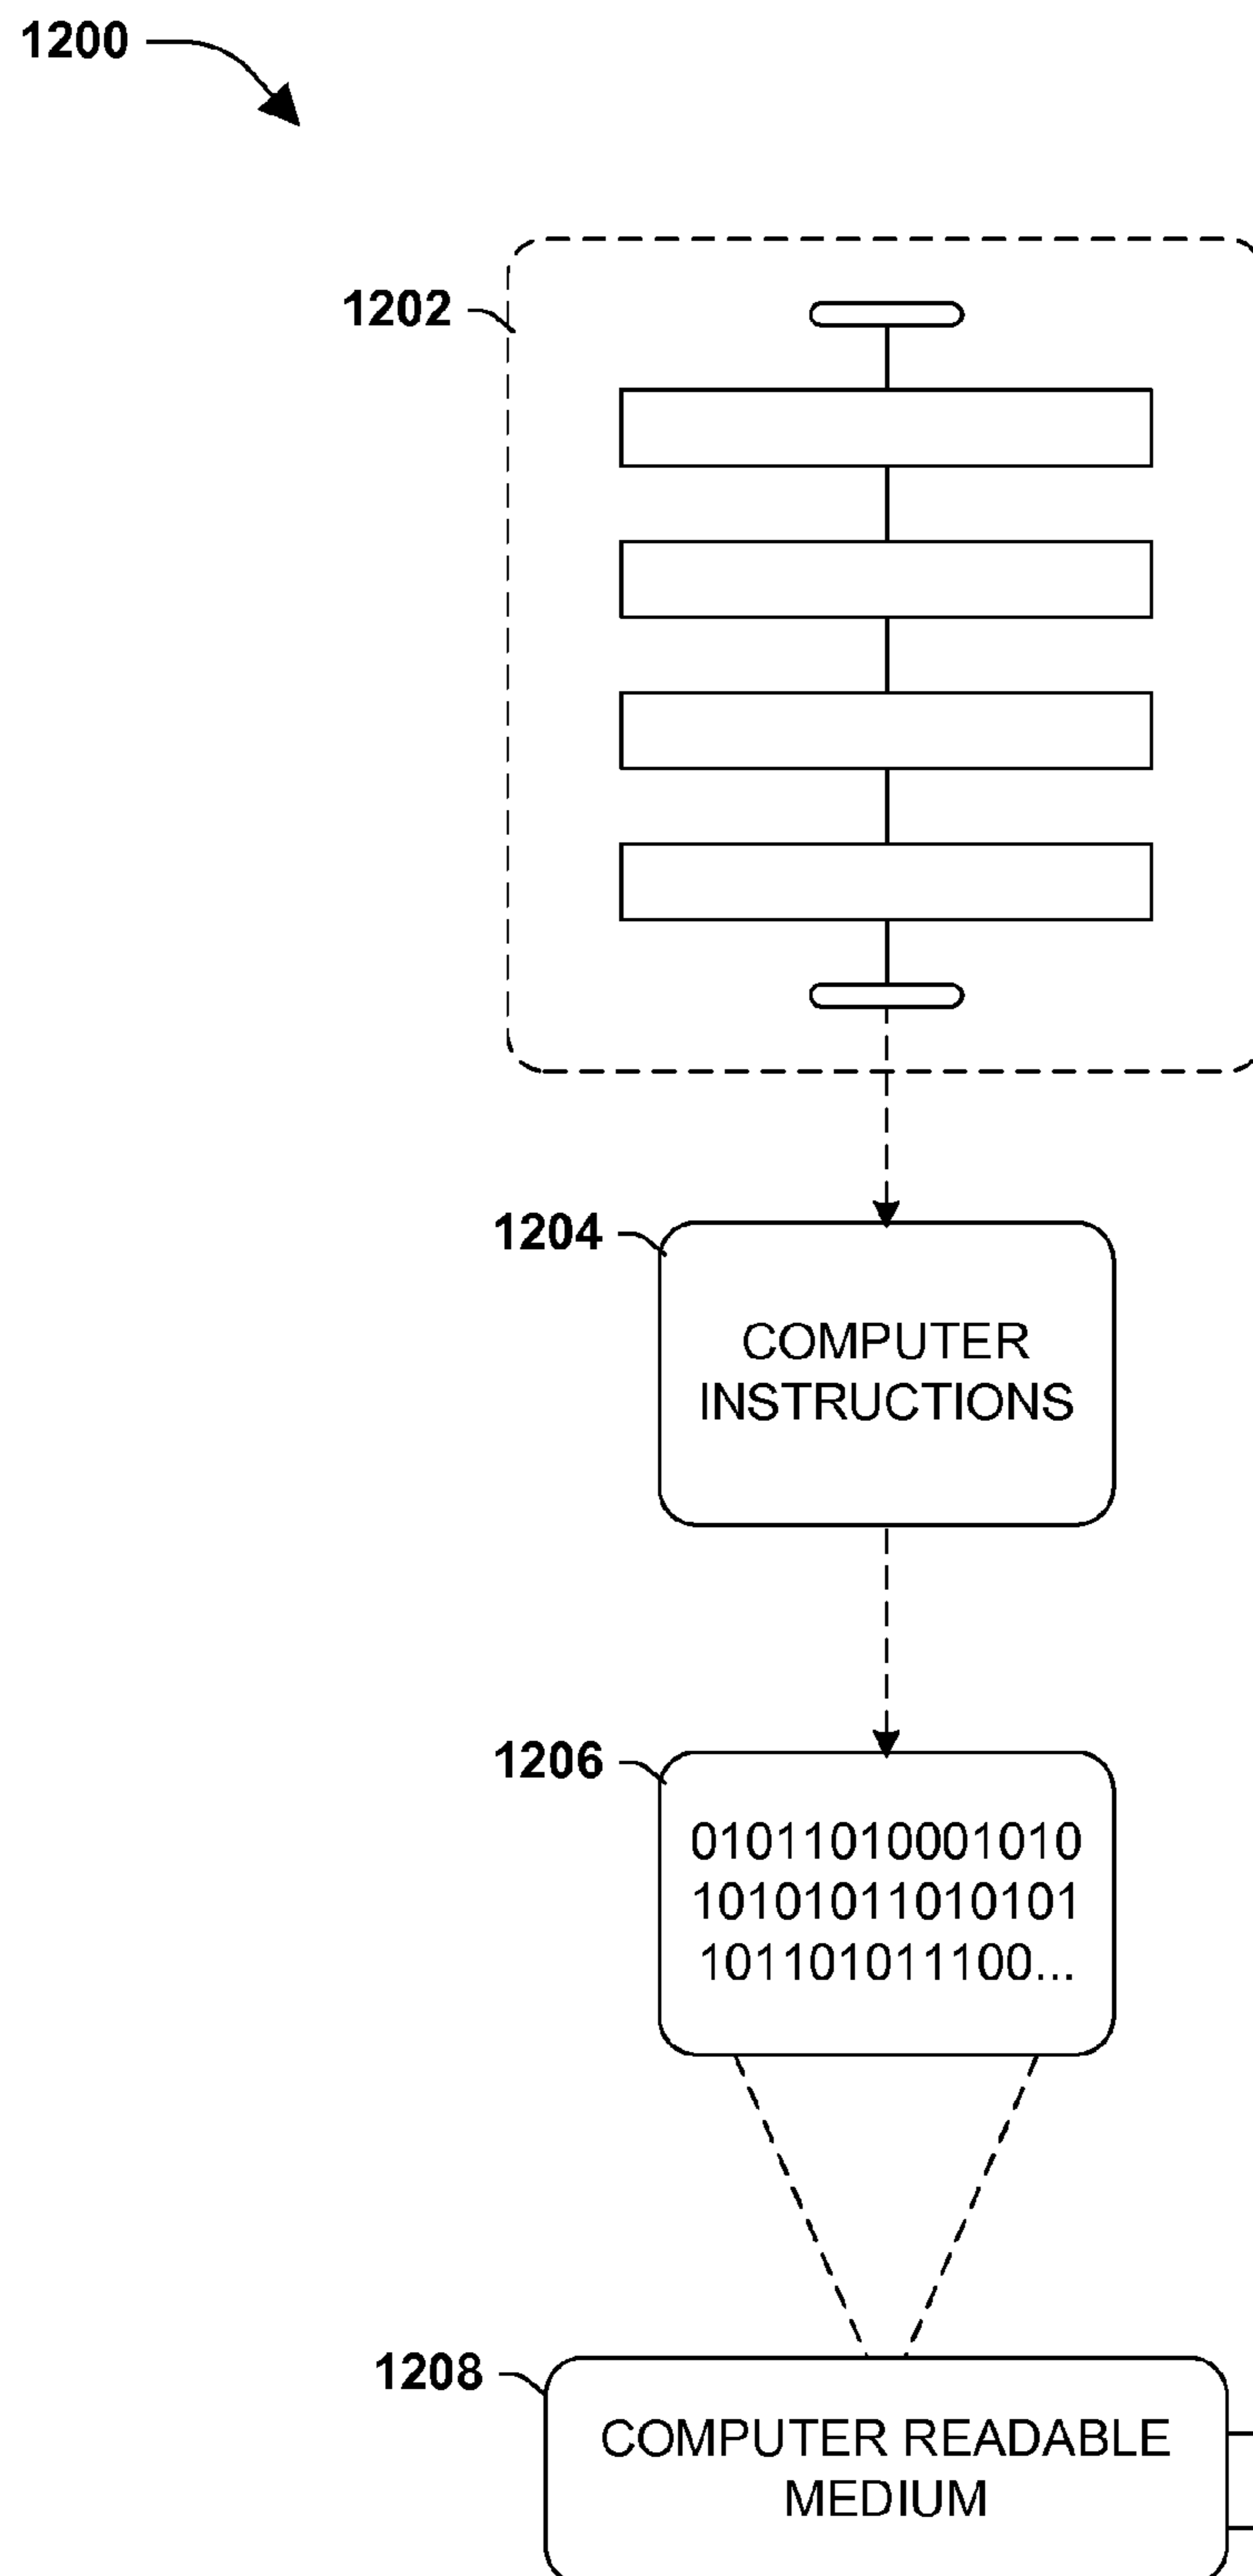 1200
1202
1204
COMPUTER
INSTRUCTIONS
1206
01011010001010
10101011010101
101101011100...
1208
COMPUTER READABLE
MEDIUM